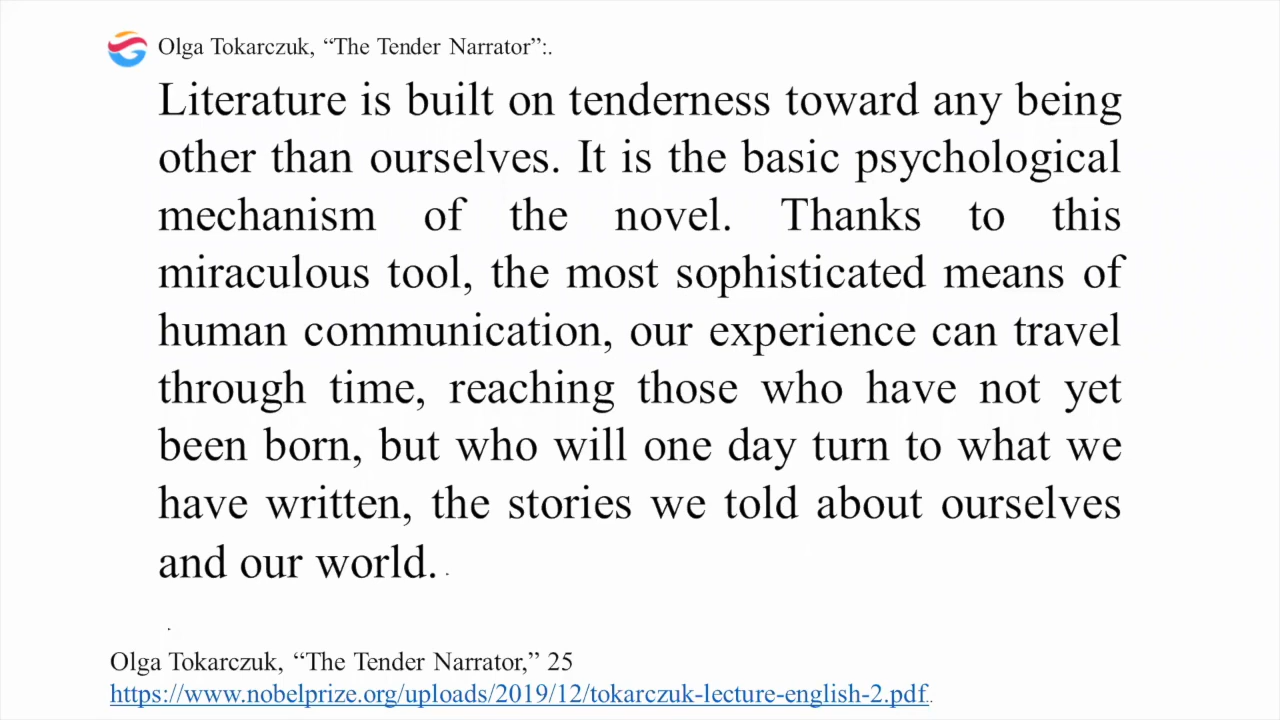 Olga Tokarczuk, “The Tender Narrator”:.
Literature is built on tenderness toward any being
other than ourselves. It is the basic psychological
mechanism of the novel. Thanks to this
miraculous tool, the most sophisticated means of
human communication, our experience can travel
through time, reaching those who have not yet
been born, but who will one day turn to what we
have written, the stories we told about ourselves
and our world. .
.
Olga Tokarczuk, “The Tender Narrator,” 25
https://www.nobelprize.org/uploads/2019/12/tokarczuk-lecture-english-2.pdf..